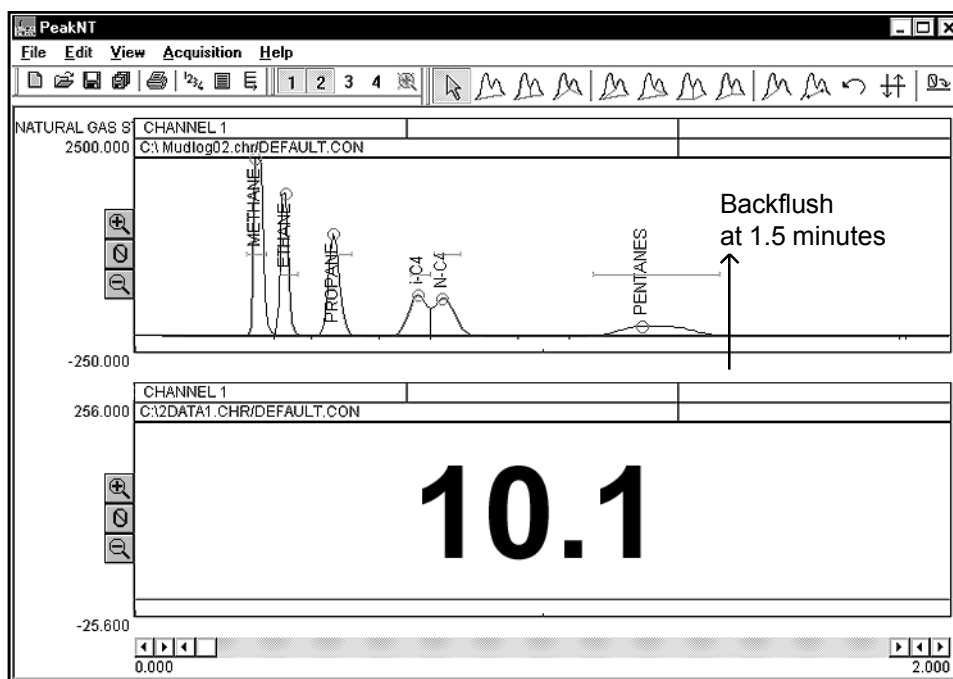 PeakNT
File Edit View Acquisition Help
1 2 3 4
NATURAL GAS S
CHANNEL 1
2500.000
C:\ Mudlog02.chr/DEFAULT.CON
METHANE
ETHANE
PROPANE
i-C4
N-C4
PENTANES
Backflush
at 1.5 minutes
-250.000
CHANNEL 1
256.000
C:\2DATA1.CHR/DEFAULT.CON
10.1
-25.600
0.000
2.000